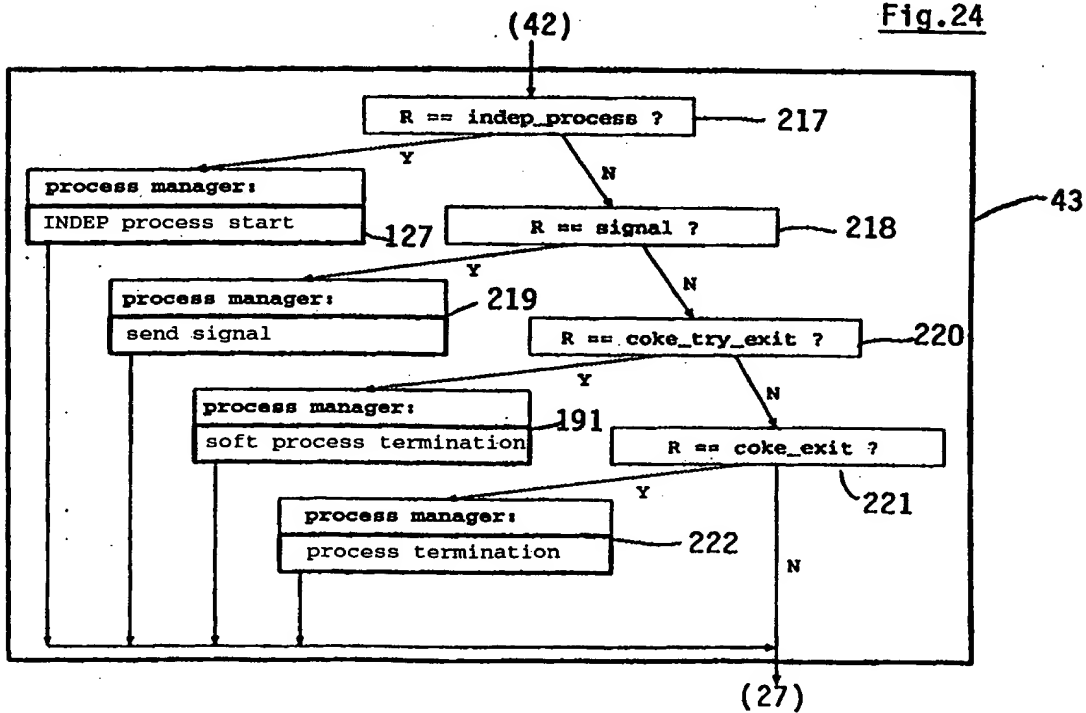 Fig.24
(42)
R == indep_process ?
217
Y
N
process manager:
INDEP process start
127
43
R == signal ?
218
Y
N
process manager:
send signal
219
R == coke_try_exit ?
220
Y
N
process manager:
soft process termination
191
R == coke_exit ?
221
Y
N
process manager:
process termination
222
(27)